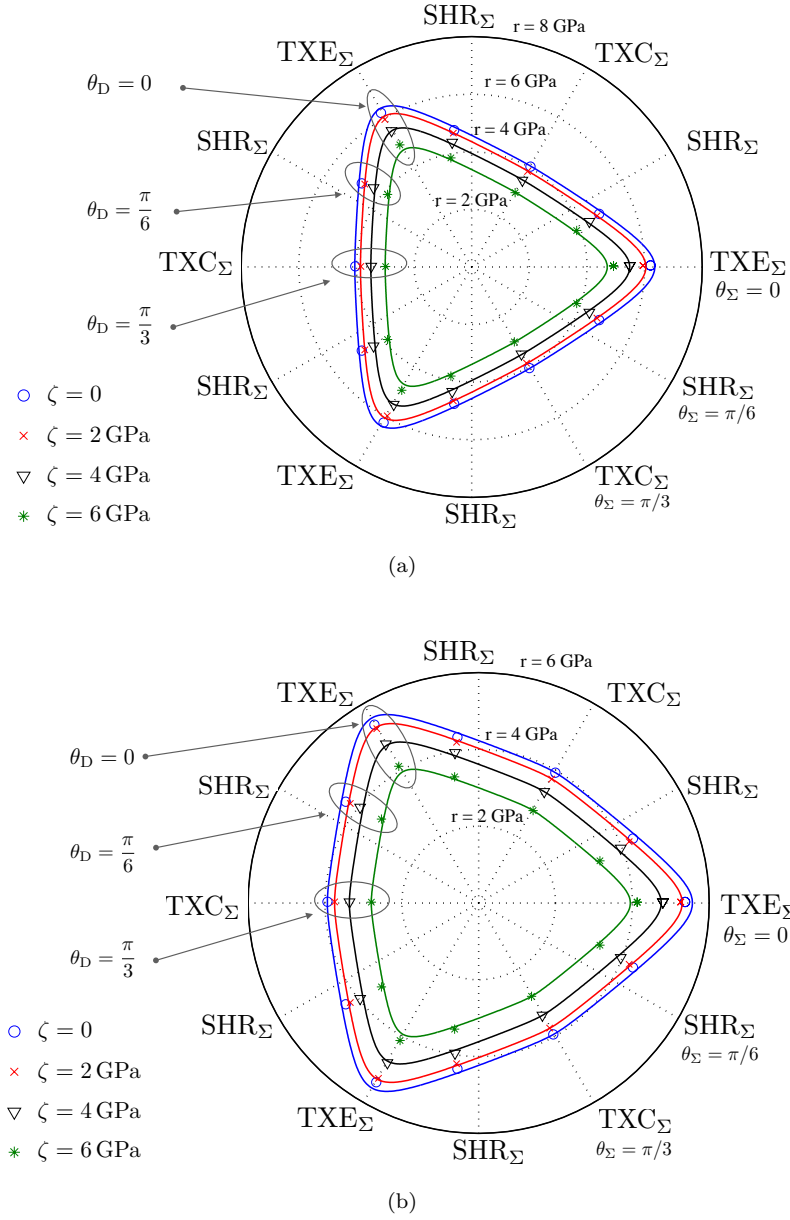 SHR_Σ
r = 8 GPa
TXE_Σ
TXC_Σ
θ_D = 0
r = 6 GPa
SHR_Σ
r = 4 GPa
SHR_Σ
θ_D = π/6
r = 2 GPa
TXC_Σ
TXE_Σ
θ_Σ = 0
θ_D = π/3
SHR_Σ
SHR_Σ
θ_Σ = π/6
ζ = 0
ζ = 2 GPa
ζ = 4 GPa
ζ = 6 GPa
TXE_Σ
TXC_Σ
θ_Σ = π/3
SHR_Σ
(a)
SHR_Σ
r = 6 GPa
TXE_Σ
TXC_Σ
r = 4 GPa
θ_D = 0
SHR_Σ
SHR_Σ
r = 2 GPa
θ_D = π/6
TXC_Σ
TXE_Σ
θ_Σ = 0
θ_D = π/3
SHR_Σ
SHR_Σ
θ_Σ = π/6
ζ = 0
ζ = 2 GPa
ζ = 4 GPa
ζ = 6 GPa
TXE_Σ
TXC_Σ
θ_Σ = π/3
SHR_Σ
(b)